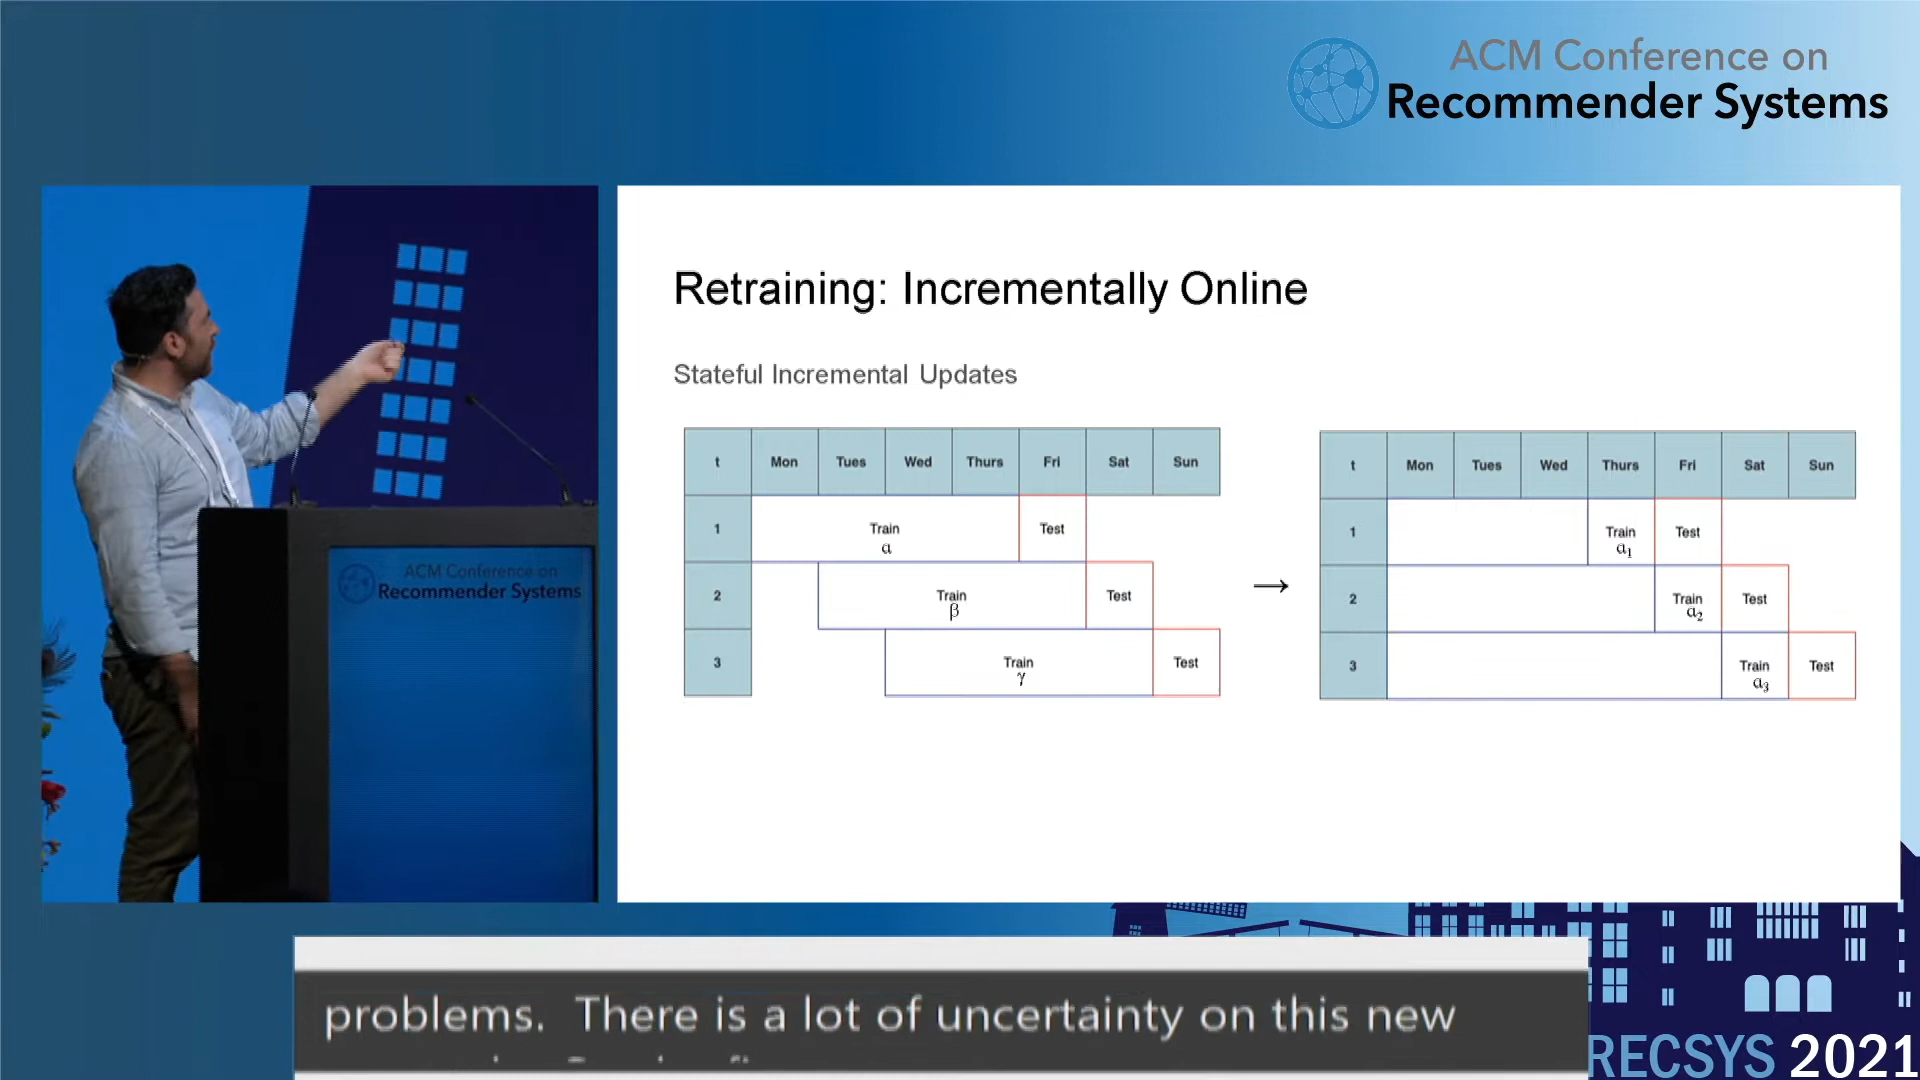 ACM Conference on
Recommender Systems
Retraining: Incrementally Online
Stateful Incremental Updates
t Mon Tues Wed Thurs Fri Sat Sun
1 Train Test
α
2 Train Test
β
3 Train Test
γ
→
t Mon Tues Wed Thurs Fri Sat Sun
1 Train Test
α₁
2 Train Test
α₂
3 Train Test
α₃
ACM Conference on
Recommender Systems
problems. There is a lot of uncertainty on this new
RECSYS 2021